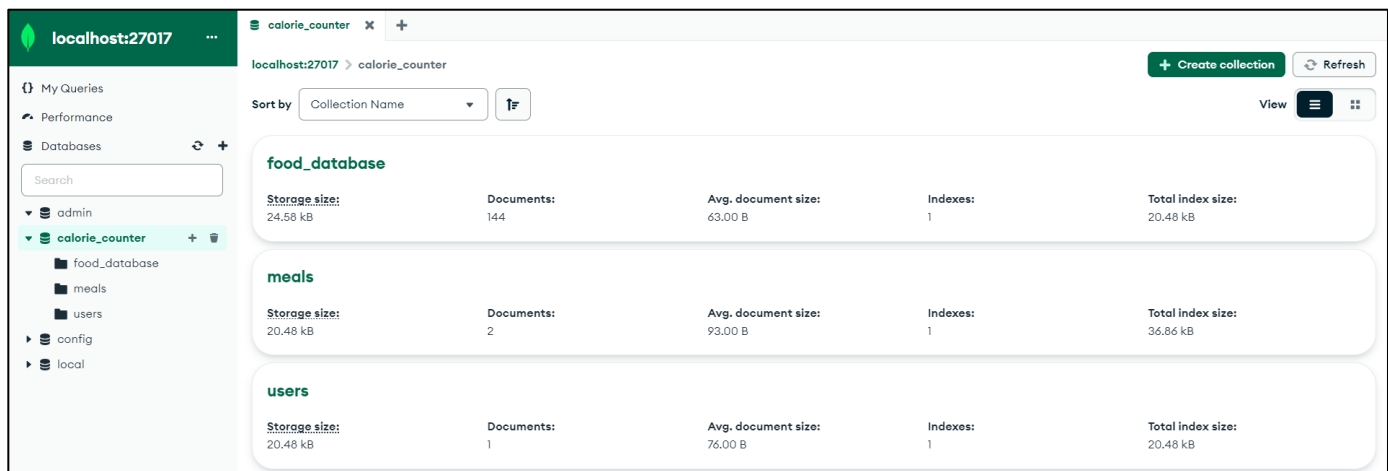 localhost:27017 ...
{} My Queries
Performance
Databases
Search
admin
calorie_counter
food_database
meals
users
config
local
calorie_counter
localhost:27017 > calorie_counter
Create collection
Refresh
Sort by Collection Name
View
food_database
Storage size: Documents: Avg. document size: Indexes: Total index size:
24.58 kB 144 63.00 B 1 20.48 kB
meals
Storage size: Documents: Avg. document size: Indexes: Total index size:
20.48 kB 2 93.00 B 1 36.86 kB
users
Storage size: Documents: Avg. document size: Indexes: Total index size:
20.48 kB 1 76.00 B 1 20.48 kB